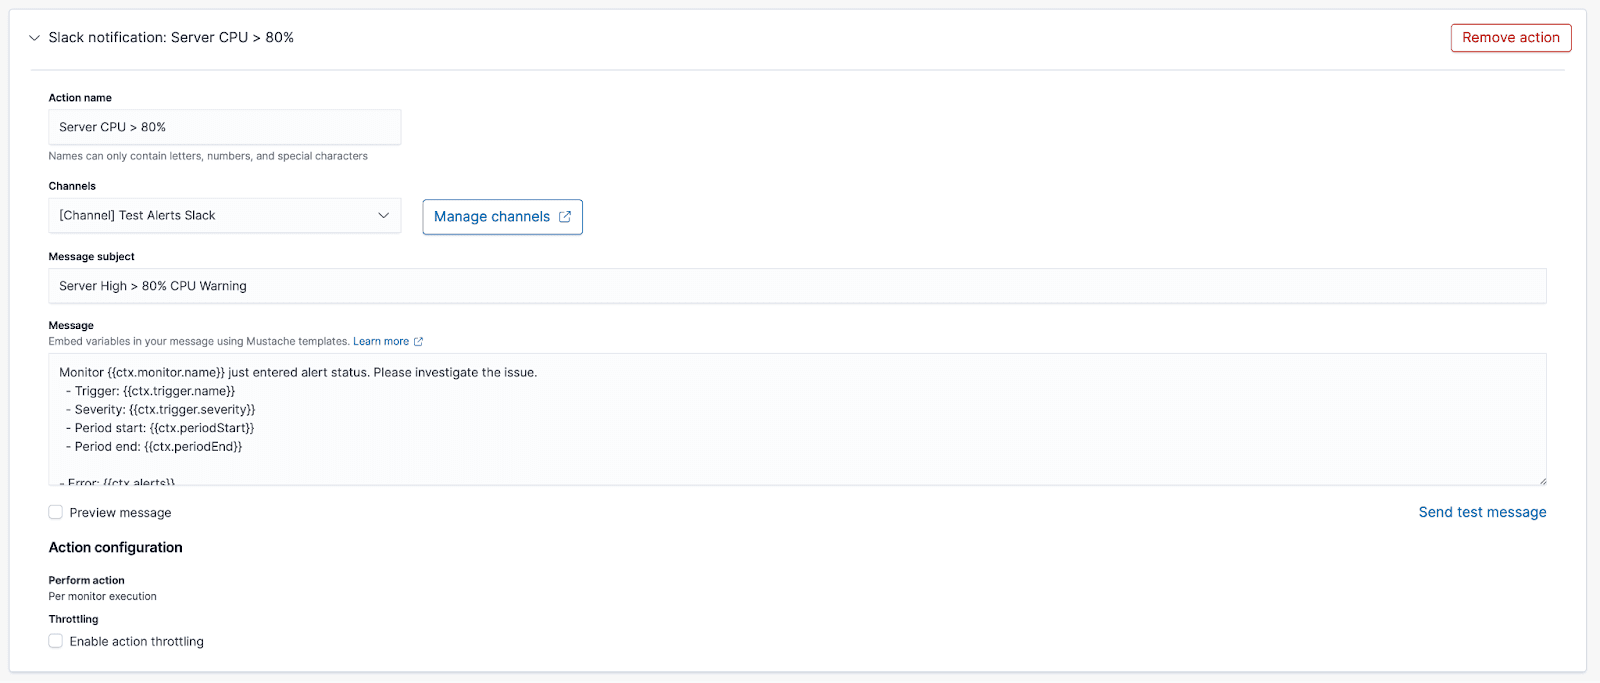 Slack notification: Server CPU > 80%
Remove action
Action name
Server CPU > 80%
Names can only contain letters, numbers, and special characters
Channels
[Channel] Test Alerts Slack
Manage channels
Message subject
Server High > 80% CPU Warning
Message
Embed variables in your message using Mustache templates. Learn more
Monitor {{ctx.monitor.name}} just entered alert status. Please investigate the issue.
- Trigger: {{ctx.trigger.name}}
- Severity: {{ctx.trigger.severity}}
- Period start: {{ctx.periodStart}}
- Period end: {{ctx.periodEnd}}
- Error: {{ctx.alerts}}
Preview message
Send test message
Action configuration
Perform action
Per monitor execution
Throttling
Enable action throttling